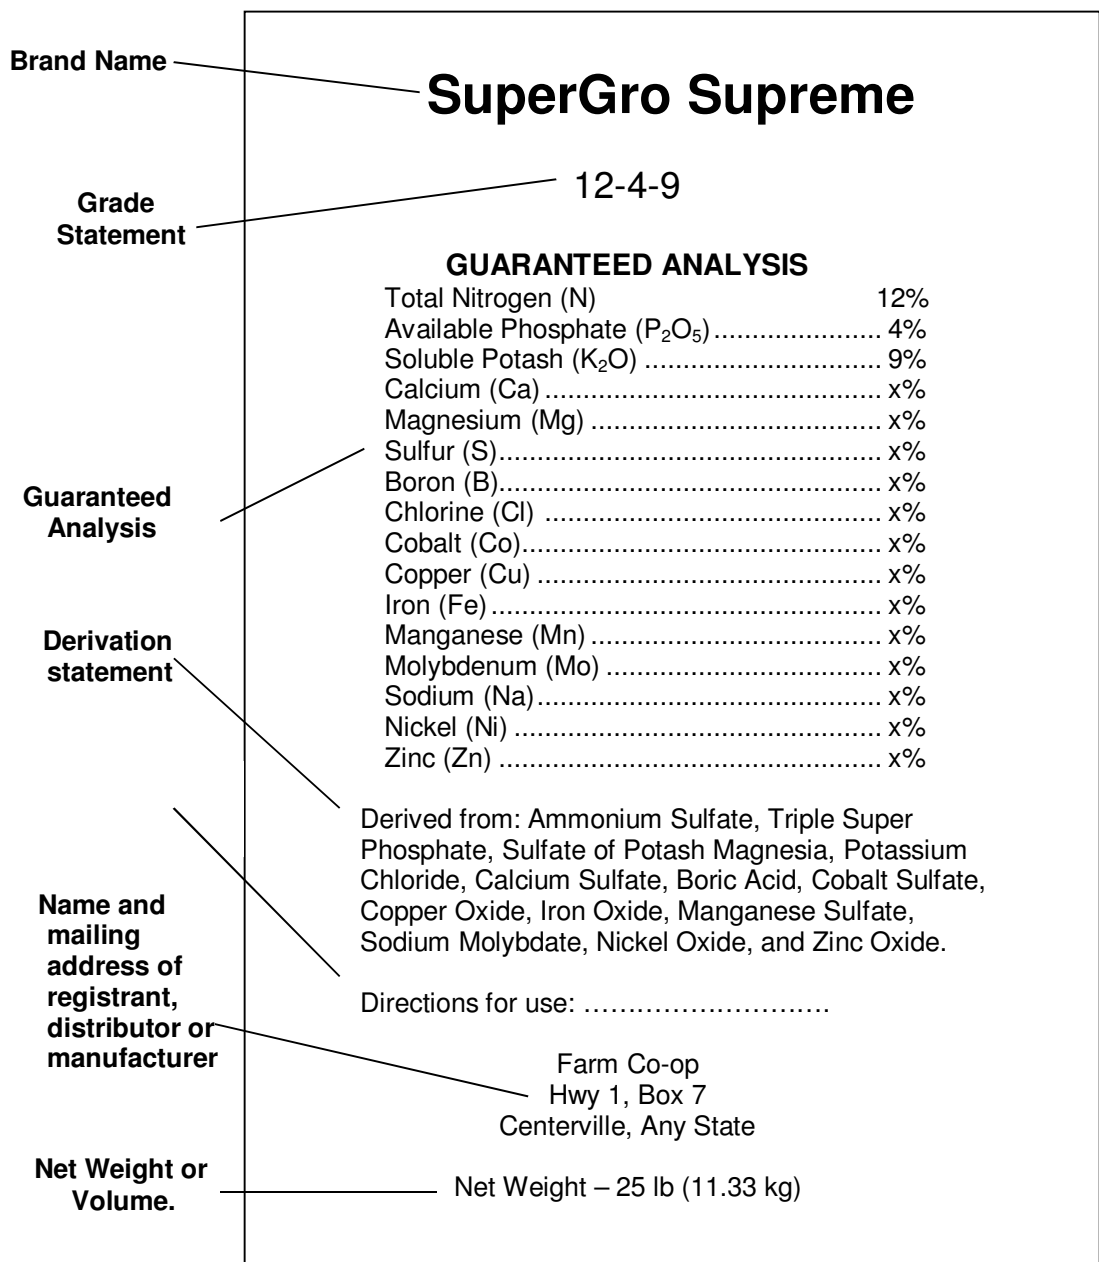 Brand Name
SuperGro Supreme
12-4-9
Grade
Statement
GUARANTEED ANALYSIS
Total Nitrogen (N) 12%
Available Phosphate (P₂O₅)...................... 4%
Soluble Potash (K₂O) ............................... 9%
Calcium (Ca)............................................ x%
Magnesium (Mg) ...................................... x%
Sulfur (S).................................................. x%
Boron (B).................................................. x%
Chlorine (Cl) ............................................ x%
Cobalt (Co)............................................... x%
Copper (Cu) ............................................. x%
Iron (Fe)................................................... x%
Manganese (Mn) ...................................... x%
Molybdenum (Mo) .................................... x%
Sodium (Na)............................................. x%
Nickel (Ni) ................................................ x%
Zinc (Zn) .................................................. x%
Guaranteed
Analysis
Derivation
statement
Derived from: Ammonium Sulfate, Triple Super
Phosphate, Sulfate of Potash Magnesia, Potassium
Chloride, Calcium Sulfate, Boric Acid, Cobalt Sulfate,
Copper Oxide, Iron Oxide, Manganese Sulfate,
Sodium Molybdate, Nickel Oxide, and Zinc Oxide.
Directions for use: ……………………….
Name and
mailing
address of
registrant,
distributor or
manufacturer
Farm Co-op
Hwy 1, Box 7
Centerville, Any State
Net Weight or
Volume.
Net Weight – 25 lb (11.33 kg)